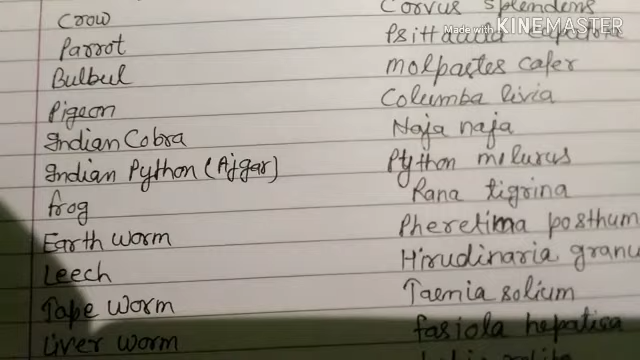 Crow Corvus splendens
Made with KINEMASTER
Parrot Psittacula
Bulbul Molpastes cafer
Pigeon Columba livia
Indian Cobra Naja naja
Indian Python (Ajgar) Python molurus
frog Rana tigrina
Earth worm Pheretima posthum
Leech Hirudinaria granu
Tape worm Taenia solium
Liver worm fasiola hepatica